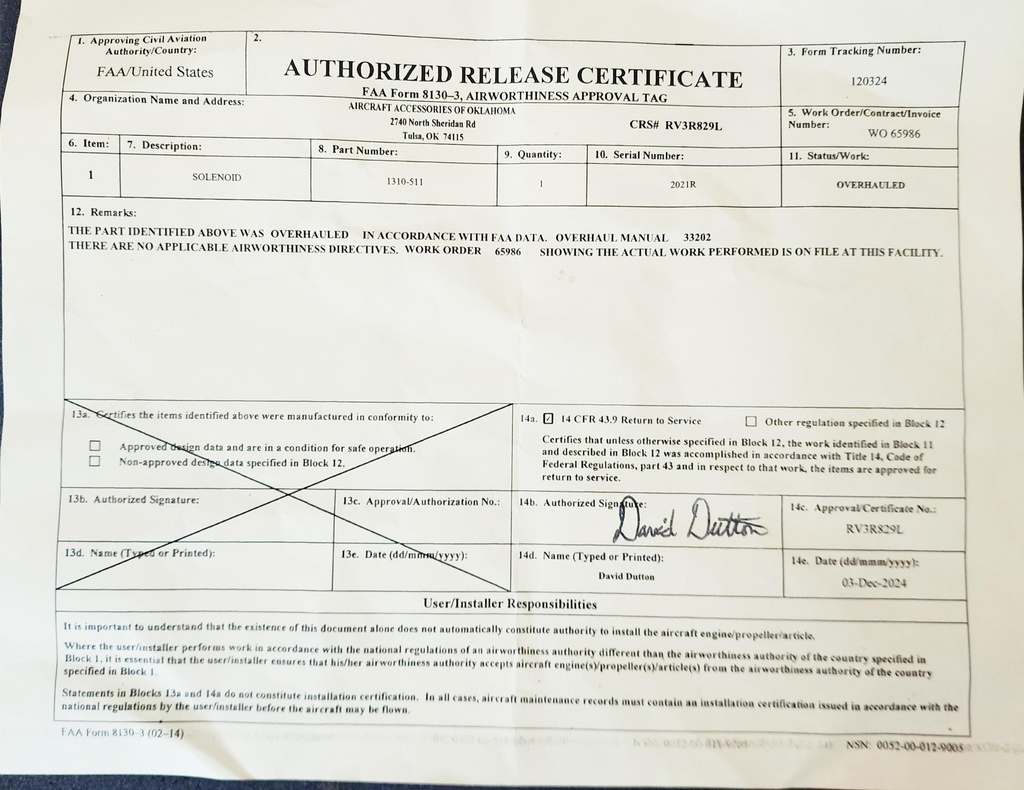 1. Approving Civil Aviation
Authority/Country:
FAA/United States
2.
AUTHORIZED RELEASE CERTIFICATE
FAA Form 8130–3, AIRWORTHINESS APPROVAL TAG
3. Form Tracking Number:
120324
4. Organization Name and Address:
AIRCRAFT ACCESSORIES OF OKLAHOMA
2740 North Sheridan Rd
Tulsa, OK 74115
CRS# RV3R829L
5. Work Order/Contract/Invoice
Number:
WO 65986
6. Item:
7. Description:
8. Part Number:
9. Quantity:
10. Serial Number:
11. Status/Work:
1
SOLENOID
1310-511
1
2021R
OVERHAULED
12. Remarks:
THE PART IDENTIFIED ABOVE WAS OVERHAULED IN ACCORDANCE WITH FAA DATA. OVERHAUL MANUAL 33202
THERE ARE NO APPLICABLE AIRWORTHINESS DIRECTIVES. WORK ORDER 65986 SHOWING THE ACTUAL WORK PERFORMED IS ON FILE AT THIS FACILITY.
13a. Certifies the items identified above were manufactured in conformity to:
Approved design data and are in a condition for safe operation.
Non-approved design data specified in Block 12.
14a. 14 CFR 43.9 Return to Service
Other regulation specified in Block 12
Certifies that unless otherwise specified in Block 12, the work identified in Block 11
and described in Block 12 was accomplished in accordance with Title 14, Code of
Federal Regulations, part 43 and in respect to that work, the items are approved for
return to service.
13b. Authorized Signature:
13c. Approval/Authorization No.:
14b. Authorized Signature:
David Dutton
14c. Approval/Certificate No.:
RV3R829L
13d. Name (Typed or Printed):
13e. Date (dd/mmm/yyyy):
14d. Name (Typed or Printed):
David Dutton
14e. Date (dd/mmm/yyyy):
03-Dec-2024
User/Installer Responsibilities
It is important to understand that the existence of this document alone does not automatically constitute authority to install the aircraft engine/propeller/article.
Where the user/installer performs work in accordance with the national regulations of an airworthiness authority different than the airworthiness authority of the country specified in
Block 1, it is essential that the user/installer ensures that his/her airworthiness authority accepts aircraft engine(s)/propeller(s)/article(s) from the airworthiness authority of the country
specified in Block 1.
Statements in Blocks 13a and 14a do not constitute installation certification. In all cases, aircraft maintenance records must contain an installation certification issued in accordance with the
national regulations by the user/installer before the aircraft may be flown.
FAA Form 8130–3 (02–14)
NSN: 0052-00-012-9005